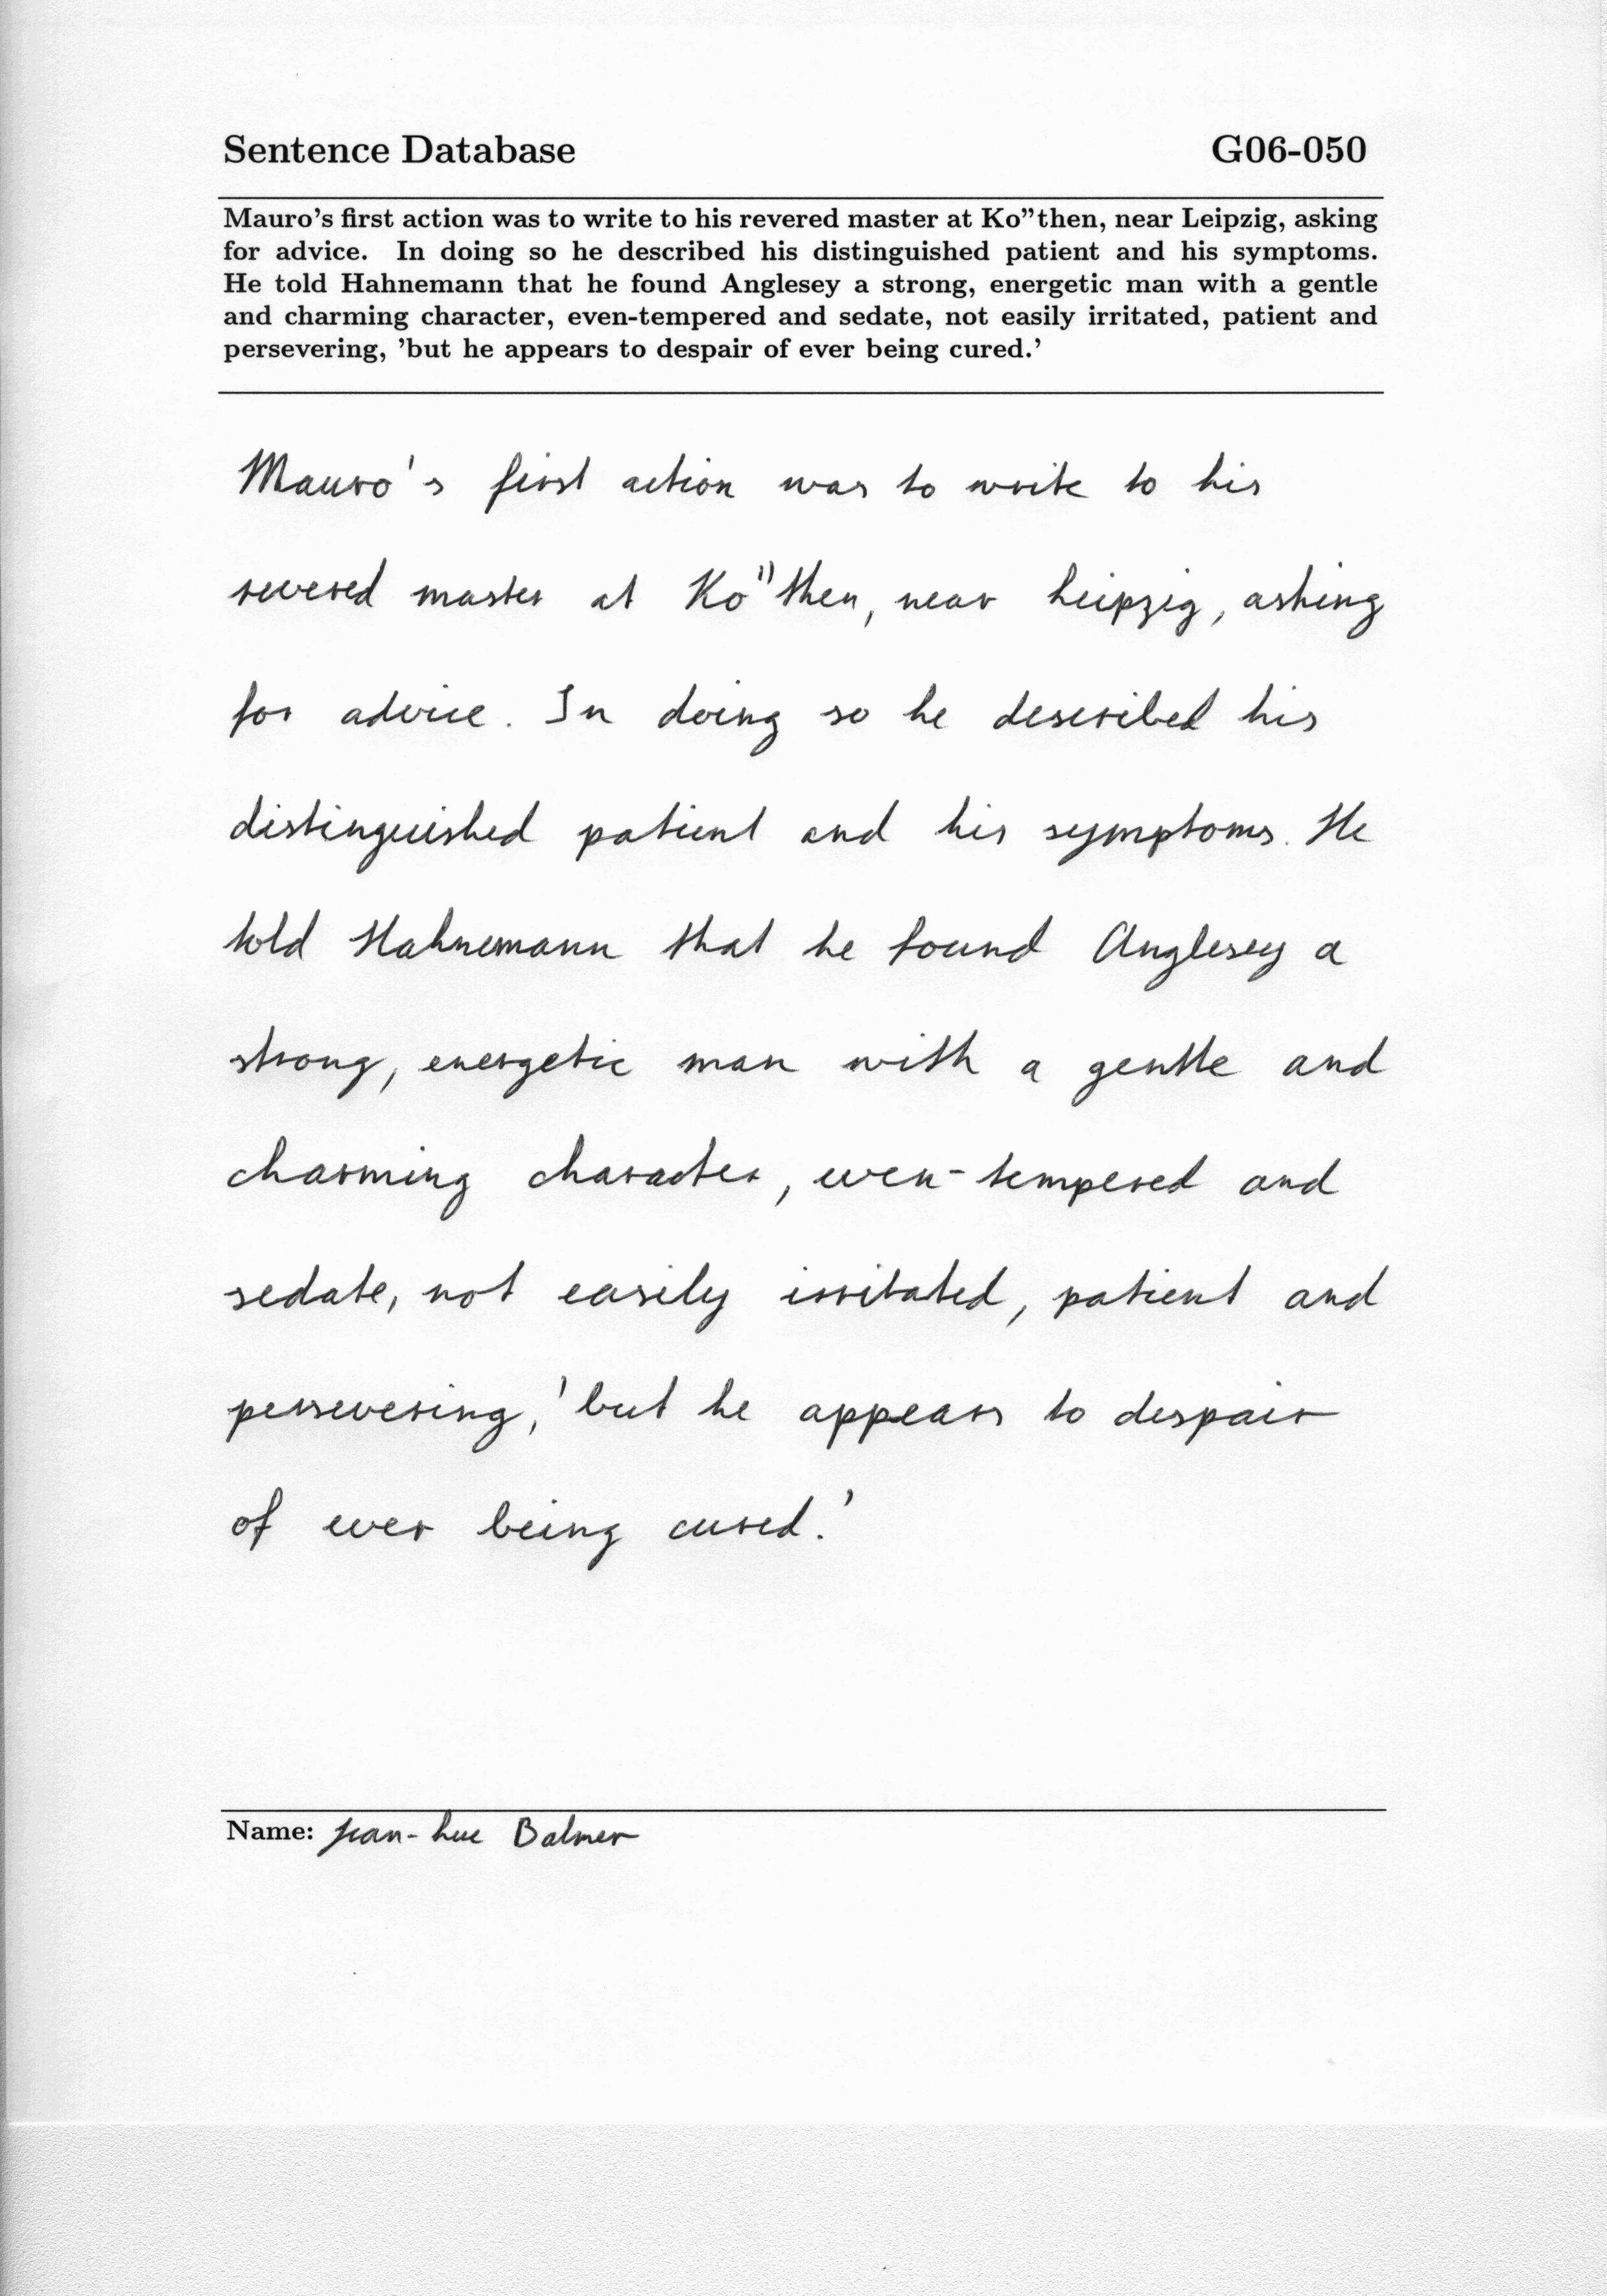 Sentence Database G06-050
Mauro's first action was to write to his revered master at Ko"then, near Leipzig, asking
for advice. In doing so he described his distinguished patient and his symptoms.
He told Hahnemann that he found Anglesey a strong, energetic man with a gentle
and charming character, even-tempered and sedate, not easily irritated, patient and
persevering, 'but he appears to despair of ever being cured.'
Mauro's first action was to write to his
revered master at Ko"then, near Leipzig, asking
for advice. In doing so he described his
distinguished patient and his symptoms. He
told Hahnemann that he found Anglesey a
strong, energetic man with a gentle and
charming character, even-tempered and
sedate, not easily irritated, patient and
persevering, 'but he appears to despair
of ever being cured.'
Name: Jean-Luc Balmer